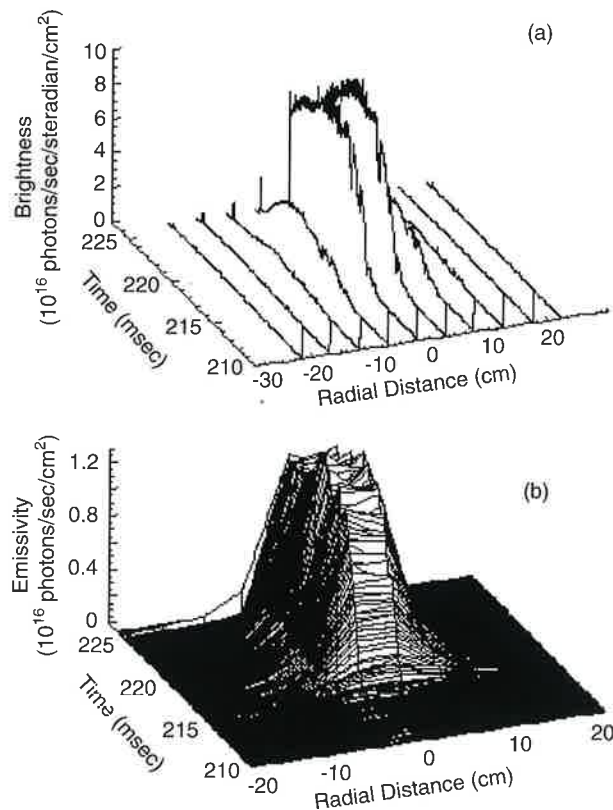 (a)
10
8
6
4
2
0
Brightness
(10¹⁶ photons/sec/steradian/cm²)
225
220
215
210
Time (msec)
-30
-20
-10
0
10
20
Radial Distance (cm)
(b)
1.2
0.8
0.4
0
Emissivity
(10¹⁶ photons/sec/cm²)
225
220
215
210
Time (msec)
-20
-10
0
10
20
Radial Distance (cm)